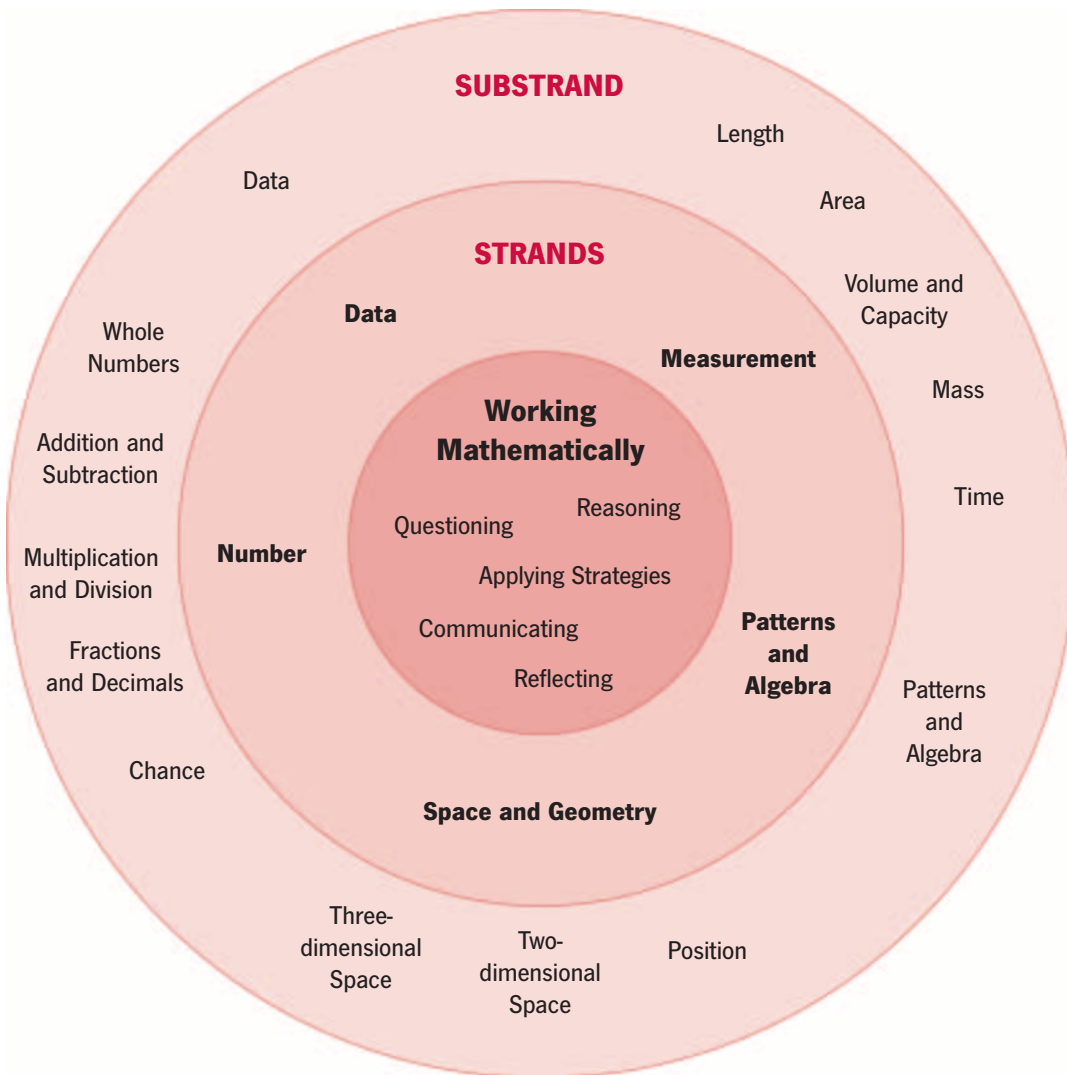 SUBSTRAND
Length
Data
Area
Volume and
Capacity
Mass
Time
Patterns
and
Algebra
Position
Two-
dimensional
Space
Three-
dimensional
Space
Chance
Fractions
and Decimals
Multiplication
and Division
Addition and
Subtraction
Whole
Numbers
STRANDS
Data
Measurement
Number
Patterns
and
Algebra
Space and Geometry
Working
Mathematically
Reasoning
Questioning
Applying Strategies
Communicating
Reflecting